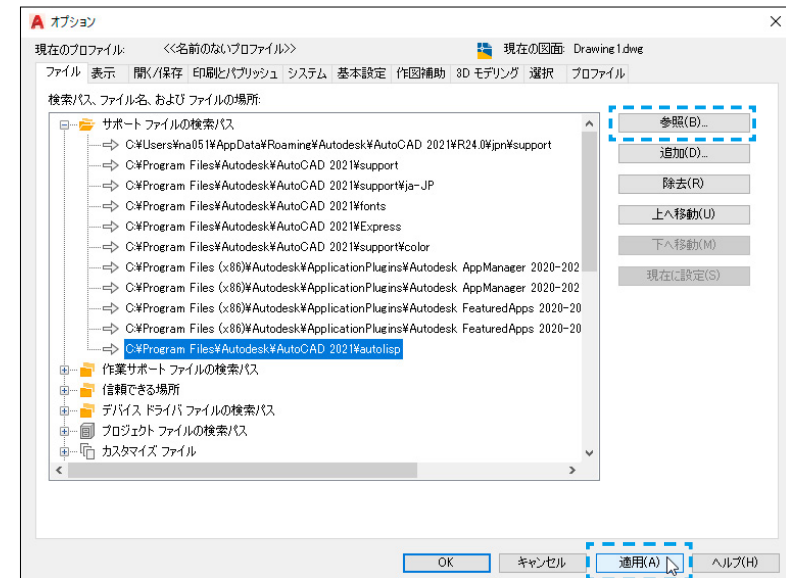 オプション
現在のプロファイル: <<名前のないプロファイル>> 現在の図面: Drawing1.dwg
ファイル 表示 開く/保存 印刷とパブリッシュ システム 基本設定 作図補助 3D モデリング 選択 プロファイル
検索パス、ファイル名、および ファイルの場所:
サポート ファイルの検索パス
C:¥Users¥na051¥AppData¥Roaming¥Autodesk¥AutoCAD 2021¥R24.0¥jpn¥support
C:¥Program Files¥Autodesk¥AutoCAD 2021¥support
C:¥Program Files¥Autodesk¥AutoCAD 2021¥support¥ja-JP
C:¥Program Files¥Autodesk¥AutoCAD 2021¥fonts
C:¥Program Files¥Autodesk¥AutoCAD 2021¥Express
C:¥Program Files¥Autodesk¥AutoCAD 2021¥support¥color
C:¥Program Files (x86)¥Autodesk¥ApplicationPlugins¥Autodesk AppManager 2020-202
C:¥Program Files (x86)¥Autodesk¥ApplicationPlugins¥Autodesk AppManager 2020-202
C:¥Program Files (x86)¥Autodesk¥ApplicationPlugins¥Autodesk FeaturedApps 2020-20
C:¥Program Files (x86)¥Autodesk¥ApplicationPlugins¥Autodesk FeaturedApps 2020-20
C:¥Program Files¥Autodesk¥AutoCAD 2021¥autolisp
作業サポート ファイルの検索パス
信頼できる場所
デバイス ドライバ ファイルの検索パス
プロジェクト ファイルの検索パス
カスタマイズ ファイル
参照(B)...
追加(D)...
除去(R)
上へ移動(U)
下へ移動(M)
現在に設定(S)
OK キャンセル 適用(A) ヘルプ(H)